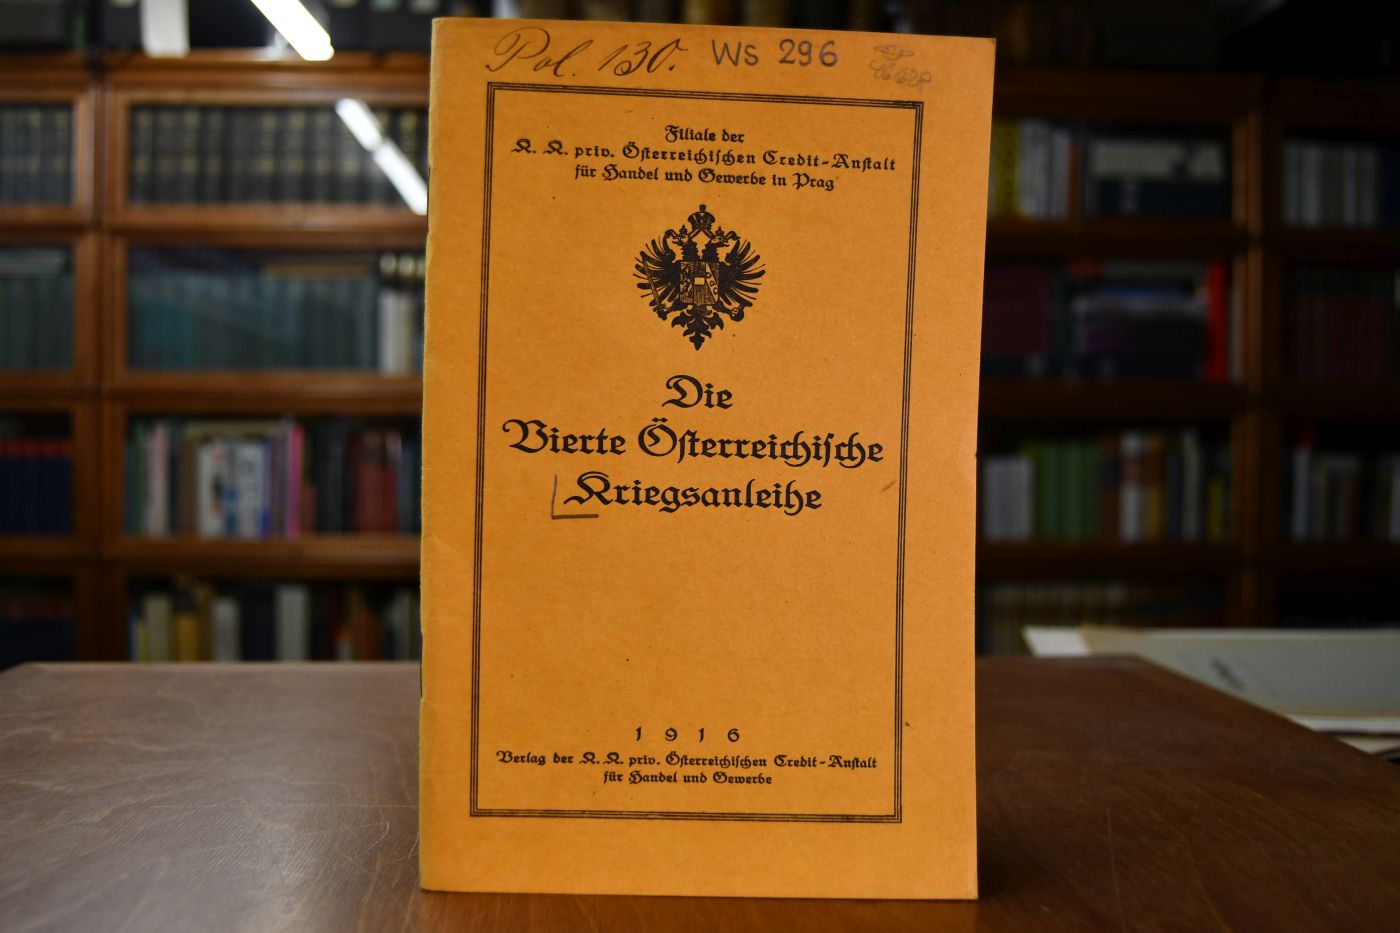 Pol. 130. WS 296
Filiale der
K. K. priv. Österreichischen Credit-Anstalt
für Handel und Gewerbe in Prag
Die
Vierte Österreichische
Kriegsanleihe
1916
Verlag der K. K. priv. Österreichischen Credit-Anstalt
für Handel und Gewerbe